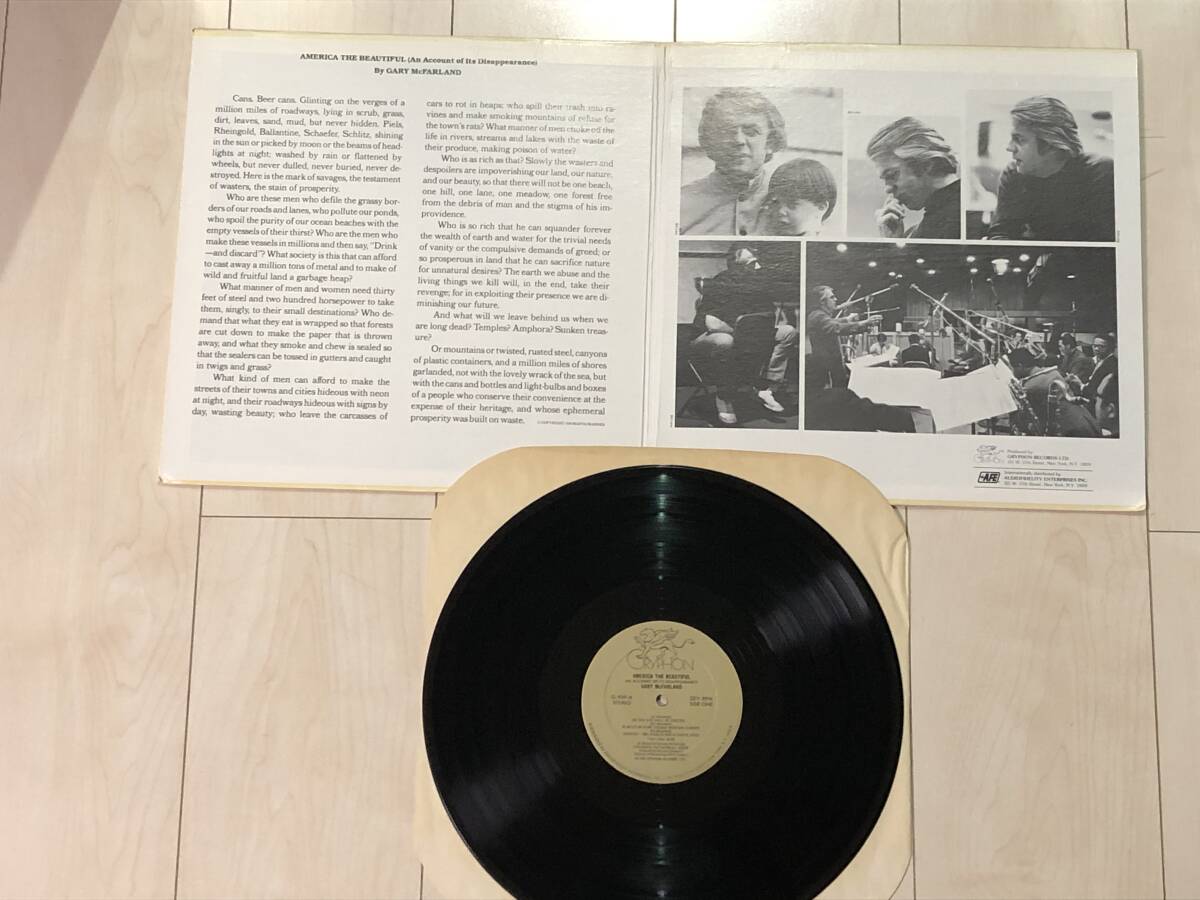 AMERICA THE BEAUTIFUL (An Account of Its Disappearance)
By GARY McFARLAND
Cans. Beer cans. Glinting on the verges of a
million miles of roadways, lying in scrub, grass,
dirt, leaves, sand, mud, but never hidden. Piels,
Rheingold, Ballantine, Schaefer, Schlitz, shining
in the sun or picked by moon or the beams of head-
lights at night; washed by rain or flattened by
wheels, but never dulled, never buried, never de-
stroyed. Here is the mark of savages, the testament
of wasters, the stain of prosperity.
Who are these men who defile the grassy bor-
ders of our roads and lanes, who pollute our ponds,
who spoil the purity of our ocean beaches with the
empty vessels of their thirst? Who are the men who
make these vessels in millions and then say, "Drink
—and discard"? What society is this that can afford
to cast away a million tons of metal and to make of
wild and fruitful land a garbage heap?
What manner of men and women need thirty
feet of steel and two hundred horsepower to take
them, singly, to their small destinations? Who de-
mand that what they eat is wrapped so that forests
are cut down to make the paper that is thrown
away, and what they smoke and chew is sealed so
that the sealers can be tossed in gutters and caught
in twigs and grass?
What kind of men can afford to make the
streets of their towns and cities hideous with neon
at night, and their roadways hideous with signs by
day, wasting beauty; who leave the carcasses of
cars to rot in heaps; who spill their trash into ra-
vines and make smoking mountains of refuse for
the town's rats? What manner of men choke off the
life in rivers, streams and lakes with the waste of
their produce, making poison of water?
Who is as rich as that? Slowly the wasters and
despoilers are impoverishing our land, our nature,
and our beauty, so that there will not be one beach,
one hill, one lane, one meadow, one forest free
from the debris of man and the stigma of his im-
providence.
Who is so rich that he can squander forever
the wealth of earth and water for the trivial needs
of vanity or the compulsive demands of greed; or
so prosperous in land that he can sacrifice nature
for unnatural desires? The earth we abuse and the
living things we kill will, in the end, take their
revenge; for in exploiting their presence we are di-
minishing our future.
And what will we leave behind us when we
are long dead? Temples? Amphora? Sunken treas-
ure?
Or mountains or twisted, rusted steel, canyons
of plastic containers, and a million miles of shores
garlanded, not with the lovely wrack of the sea, but
with the cans and bottles and light-bulbs and boxes
of a people who conserve their convenience at the
expense of their heritage, and whose ephemeral
prosperity was built on waste.
Produced by
GRYPHON RECORDS LTD.
AFE
Internationally distributed by
AUDIOFIDELITY ENTERPRISES INC.
GRYPHON
AMERICA THE BEAUTIFUL
GARY McFARLAND
STEREO
SIDE ONE